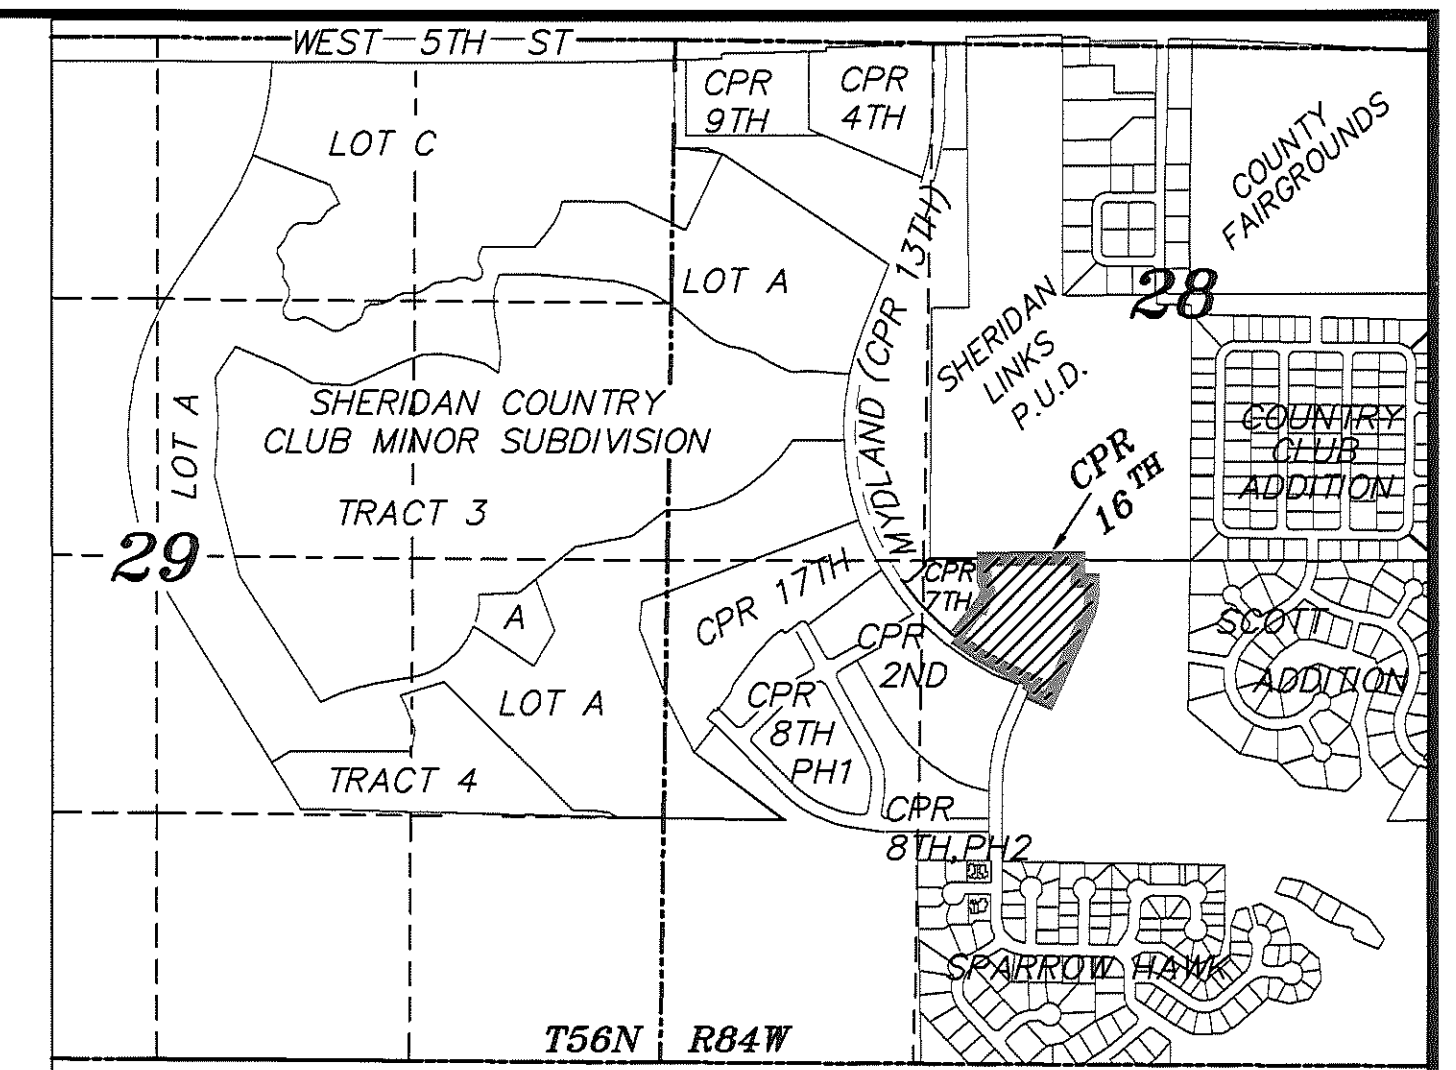 WEST 5TH ST
CPR
9TH
CPR
4TH
LOT C
COUNTY
FAIRGROUNDS
LOT A
MYDLAND (CPR 13TH)
28
SHERIDAN
LINKS
P.U.D.
LOT A
SHERIDAN COUNTRY
CLUB MINOR SUBDIVISION
COUNTRY
CLUB
ADDITION
CPR
16TH
TRACT 3
29
CPR 17TH
CPR
7TH
A
CPR
2ND
SCOTT
ADDITION
LOT A
CPR
8TH
PH1
TRACT 4
CPR
8TH, PH2
SPARROW HAWK
T56N R84W